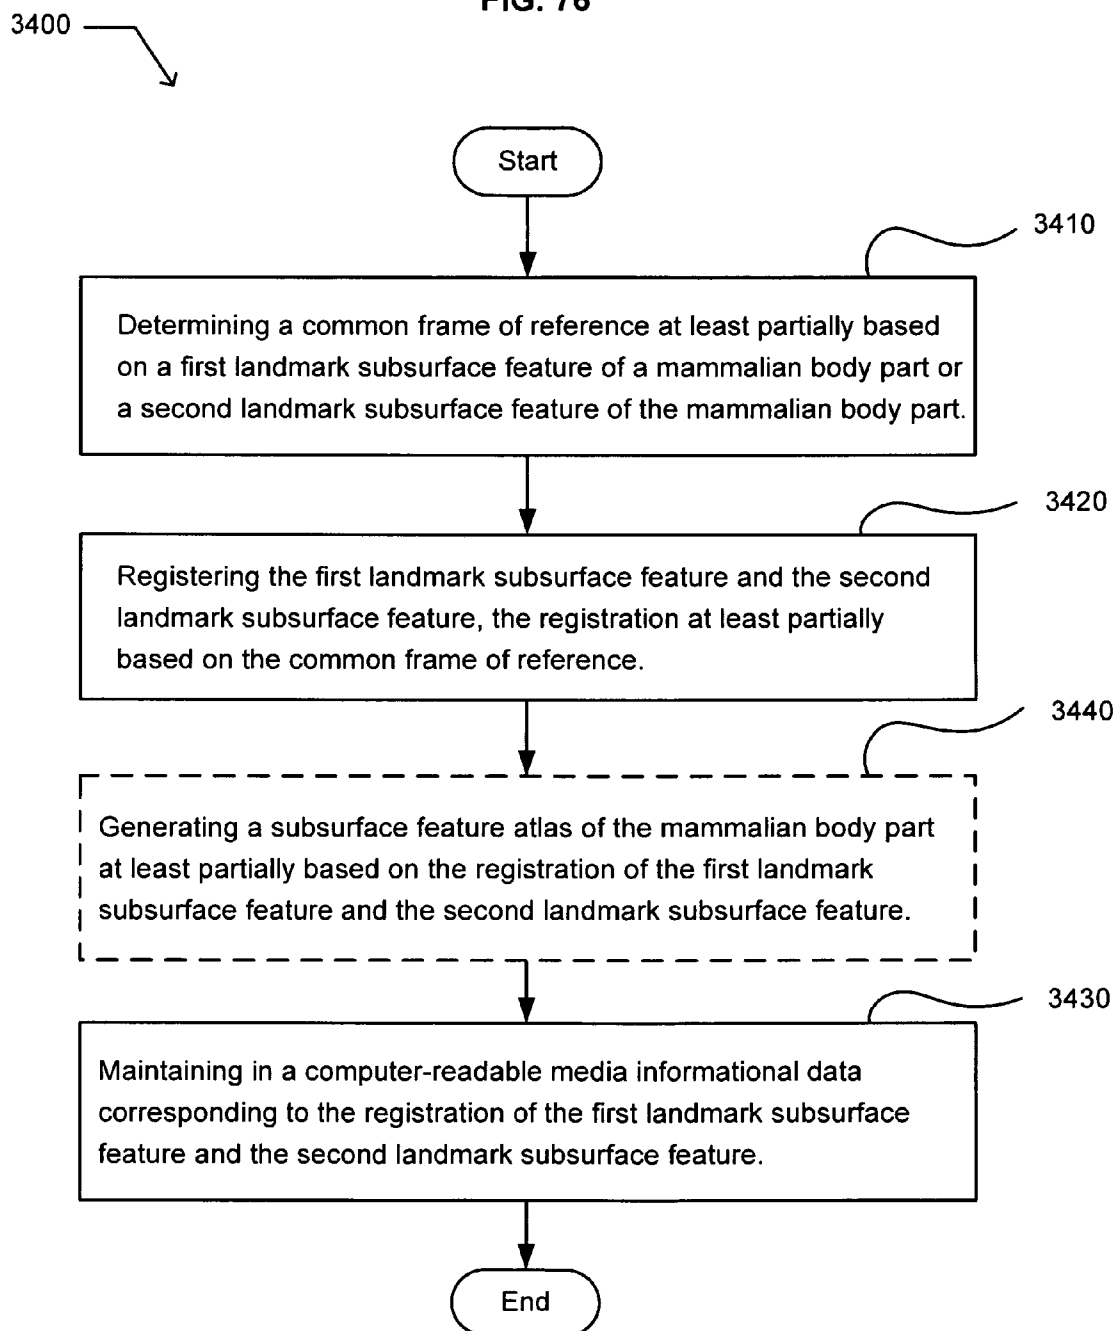 FIG. 76
3400
Start
3410
Determining a common frame of reference at least partially based
on a first landmark subsurface feature of a mammalian body part or
a second landmark subsurface feature of the mammalian body part.
3420
Registering the first landmark subsurface feature and the second
landmark subsurface feature, the registration at least partially
based on the common frame of reference.
3440
Generating a subsurface feature atlas of the mammalian body part
at least partially based on the registration of the first landmark
subsurface feature and the second landmark subsurface feature.
3430
Maintaining in a computer-readable media informational data
corresponding to the registration of the first landmark subsurface
feature and the second landmark subsurface feature.
End